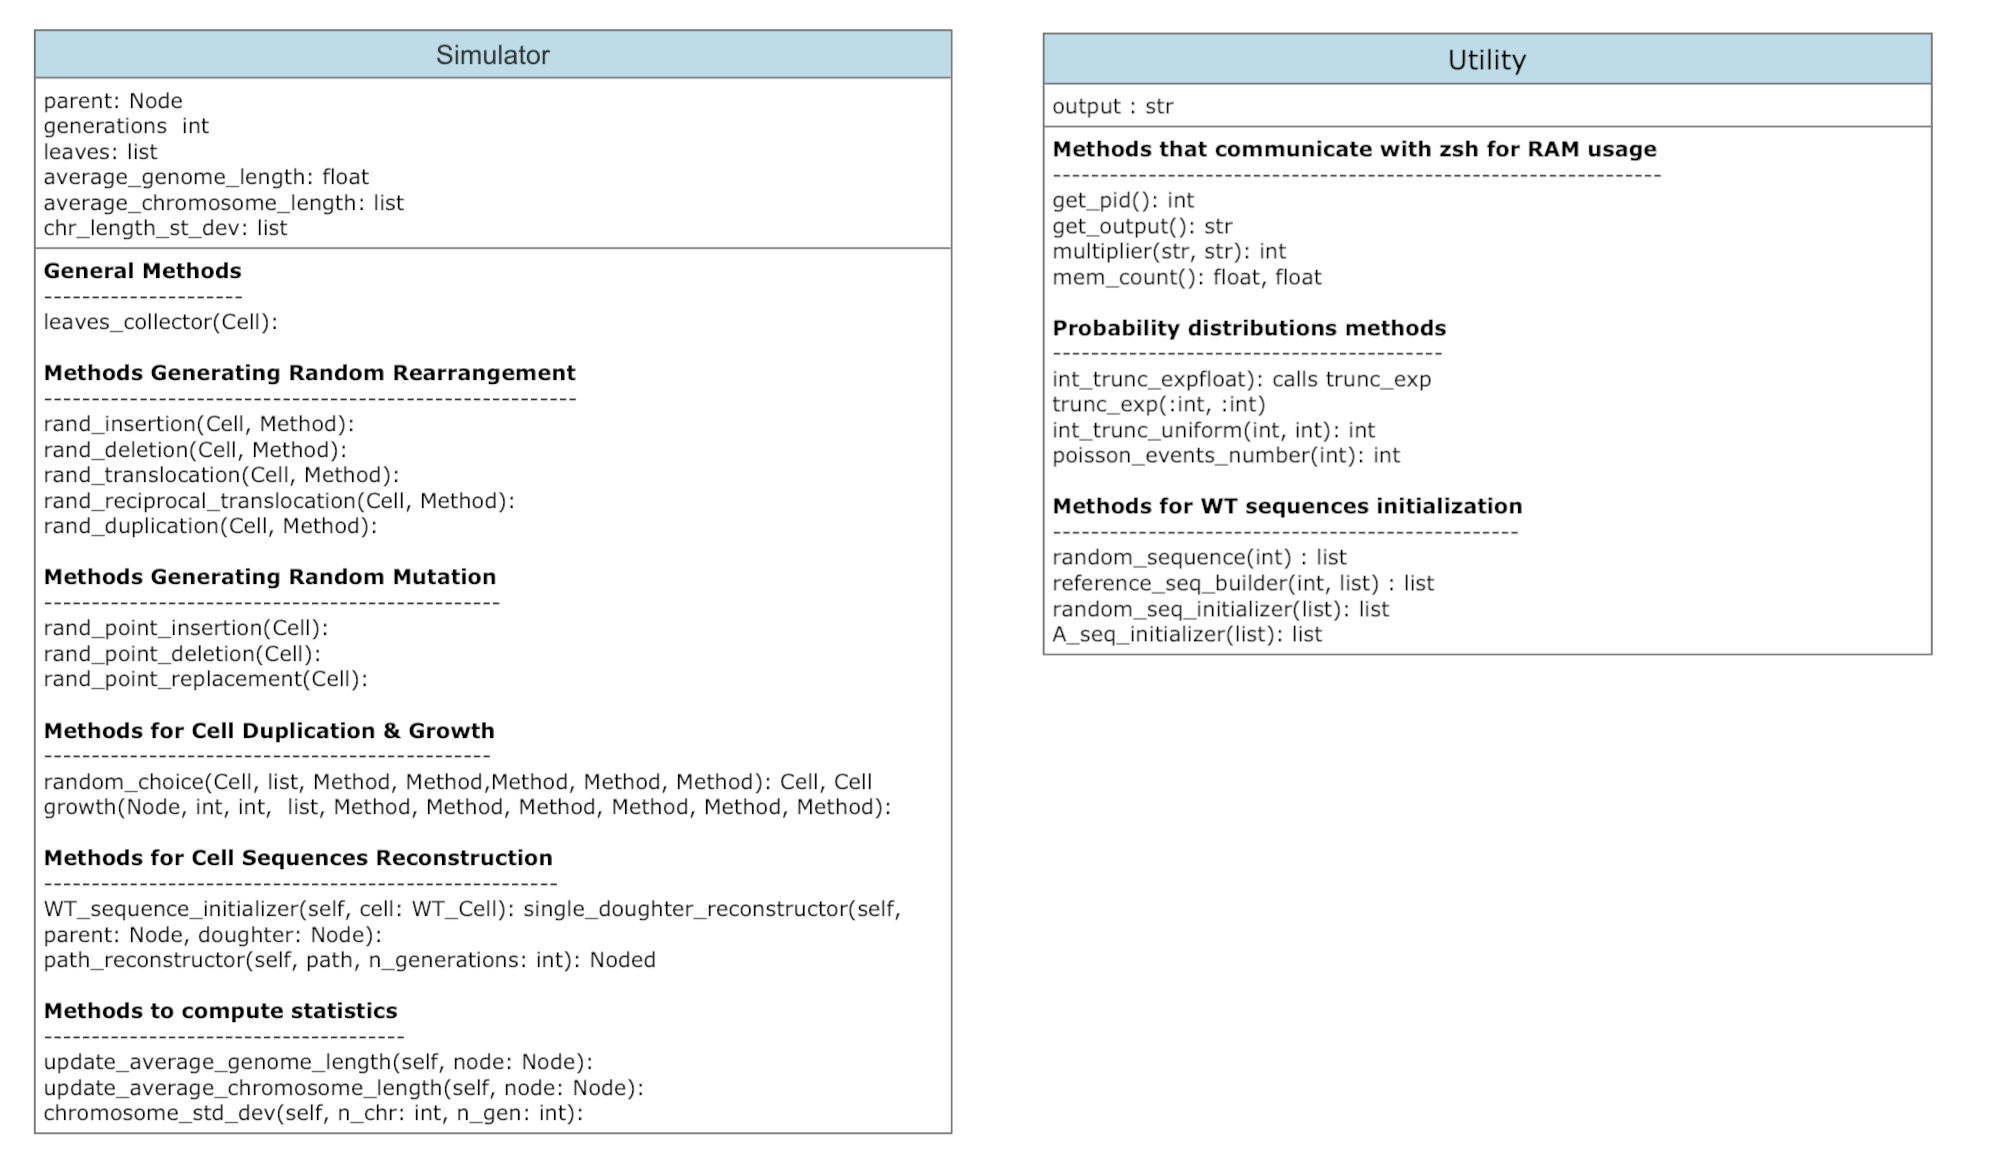 Simulator
parent: Node
generations  int
leaves: list
average_genome_length: float
average_chromosome_length: list
chr_length_st_dev: list
General Methods
---------------------
leaves_collector(Cell):
Methods Generating Random Rearrangement
--------------------------------------------------------
rand_insertion(Cell, Method):
rand_deletion(Cell, Method):
rand_translocation(Cell, Method):
rand_reciprocal_translocation(Cell, Method):
rand_duplication(Cell, Method):
Methods Generating Random Mutation
------------------------------------------------
rand_point_insertion(Cell):
rand_point_deletion(Cell):
rand_point_replacement(Cell):
Methods for Cell Duplication & Growth
-----------------------------------------------
random_choice(Cell, list, Method, Method,Method, Method, Method): Cell, Cell
growth(Node, int, int,  list, Method, Method, Method, Method, Method, Method):
Methods for Cell Sequences Reconstruction
------------------------------------------------------
WT_sequence_initializer(self, cell: WT_Cell): single_doughter_reconstructor(self,
parent: Node, doughter: Node):
path_reconstructor(self, path, n_generations: int): Noded
Methods to compute statistics
--------------------------------------
update_average_genome_length(self, node: Node):
update_average_chromosome_length(self, node: Node):
chromosome_std_dev(self, n_chr: int, n_gen: int):
Utility
output : str
Methods that communicate with zsh for RAM usage
----------------------------------------------------------------
get_pid(): int
get_output(): str
multiplier(str, str): int
mem_count(): float, float
Probability distributions methods
-----------------------------------------
int_trunc_expfloat): calls trunc_exp
trunc_exp(:int, :int)
int_trunc_uniform(int, int): int
poisson_events_number(int): int
Methods for WT sequences initialization
-------------------------------------------------
random_sequence(int) : list
reference_seq_builder(int, list) : list
random_seq_initializer(list): list
A_seq_initializer(list): list